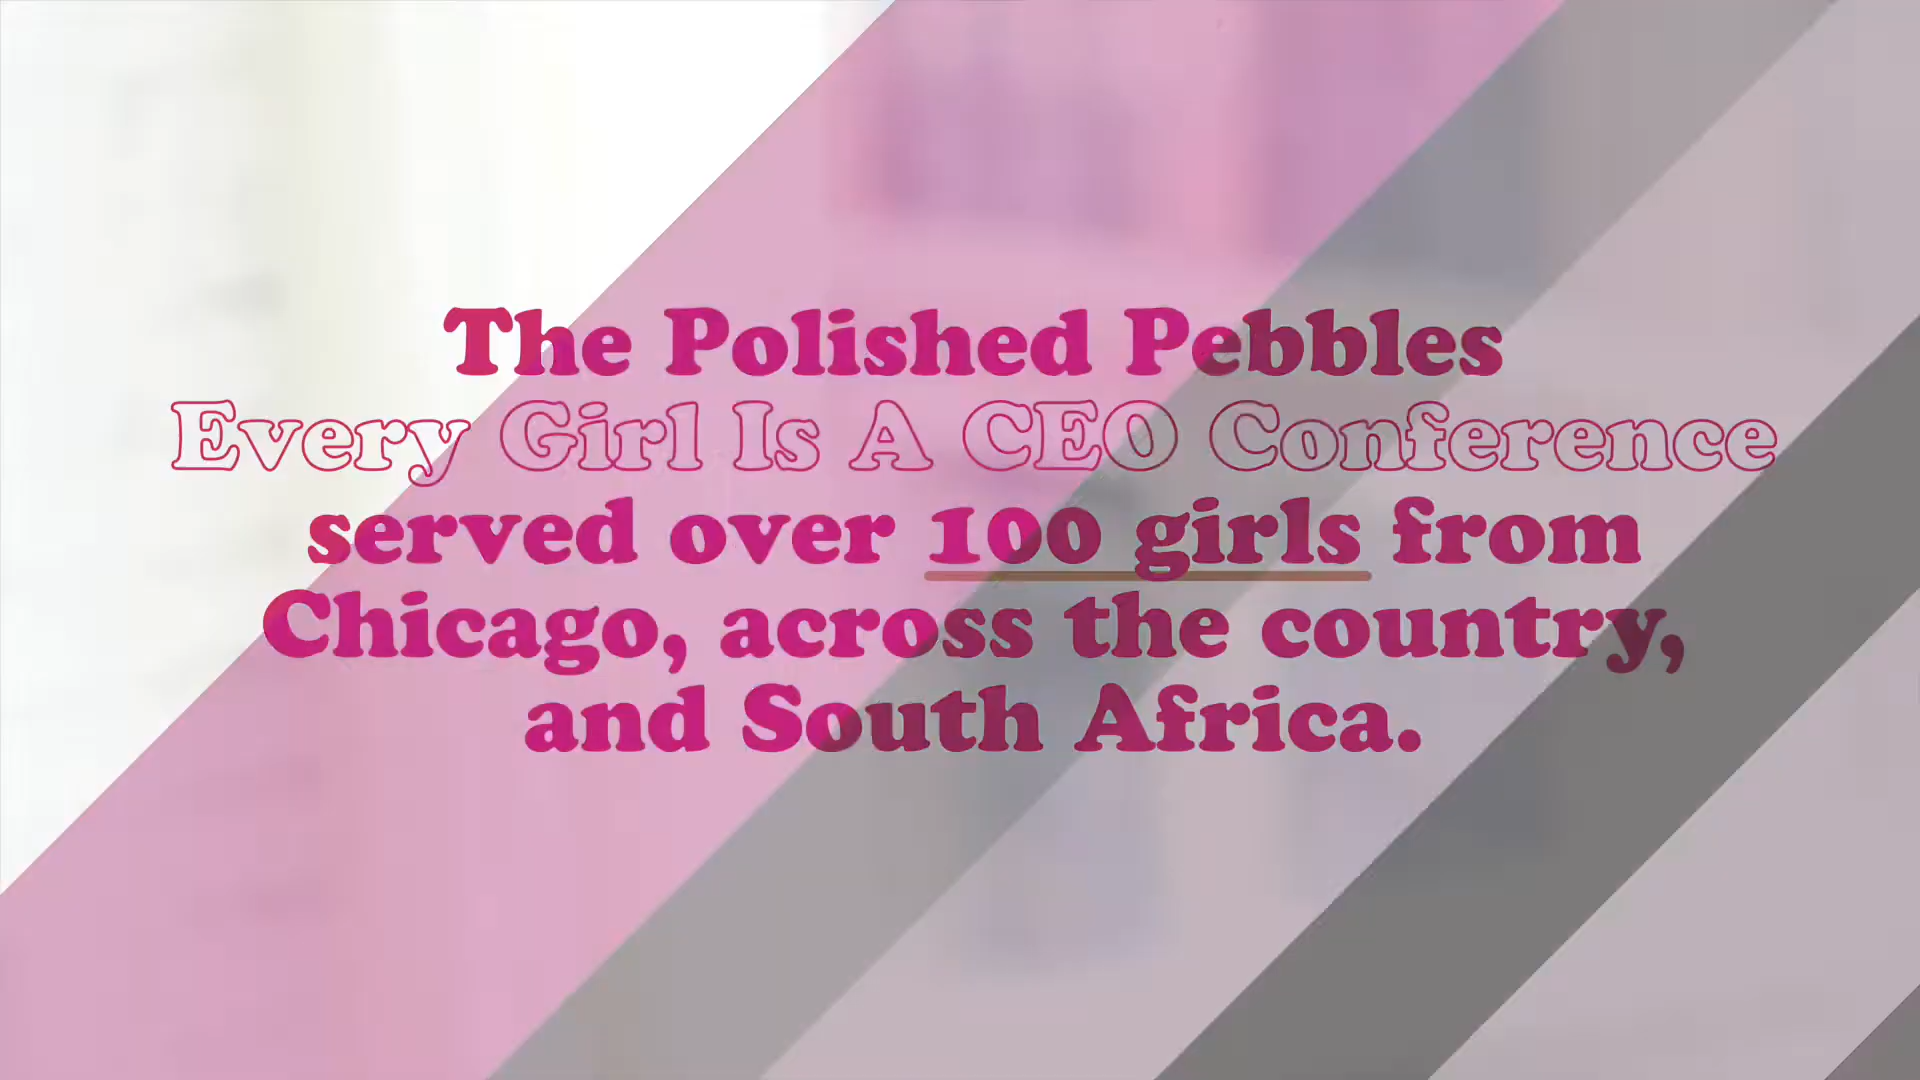 The Polished Pebbles
Every Girl Is A CEO Conference
served over 100 girls from
Chicago, across the country,
and South Africa.